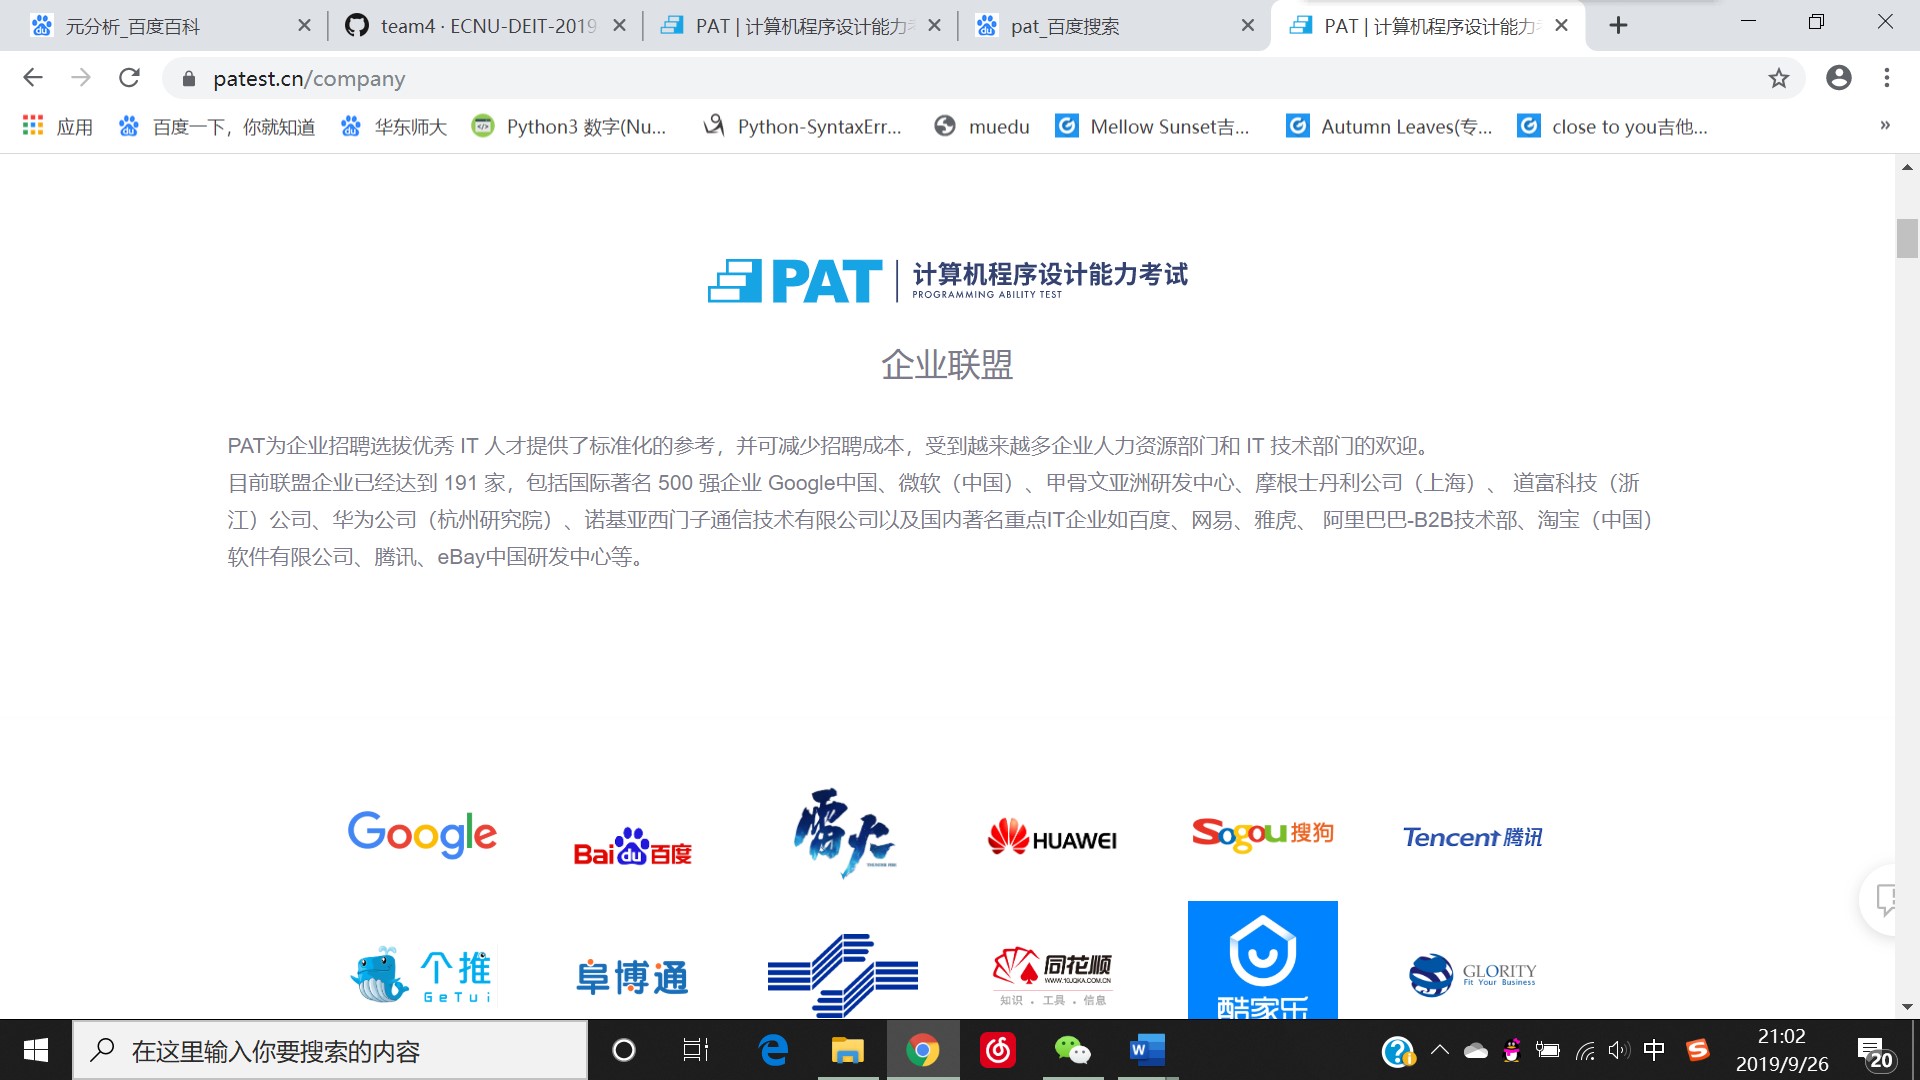 元分析_百度百科
team4 · ECNU-DEIT-2019
PAT | 计算机程序设计能力考
pat_百度搜索
PAT | 计算机程序设计能力
patest.cn/company
应用
百度一下，你就知道
华东师大
Python3 数字(Nu...
Python-SyntaxErr...
muedu
Mellow Sunset吉...
Autumn Leaves(专...
close to you吉他...
»
PAT
计算机程序设计能力考试
PROGRAMMING ABILITY TEST
企业联盟
PAT为企业招聘选拔优秀 IT 人才提供了标准化的参考，并可减少招聘成本，受到越来越多企业人力资源部门和 IT 技术部门的欢迎。
目前联盟企业已经达到 191 家，包括国际著名 500 强企业 Google中国、微软（中国）、甲骨文亚洲研发中心、摩根士丹利公司（上海）、 道富科技（浙
江）公司、华为公司（杭州研究院）、诺基亚西门子通信技术有限公司以及国内著名重点IT企业如百度、网易、雅虎、 阿里巴巴-B2B技术部、淘宝（中国）
软件有限公司、腾讯、eBay中国研发中心等。
Google
Bai du 百度
雷火
HUAWEI
Sogou 搜狗
Tencent 腾讯
个推
GeTui
阜博通
同花顺
WWW.10JQKA.COM.CN
知识 · 工具 · 信息
酷家乐
GLORITY
Fit Your Business
在这里输入你要搜索的内容
中
21:02
2019/9/26
20